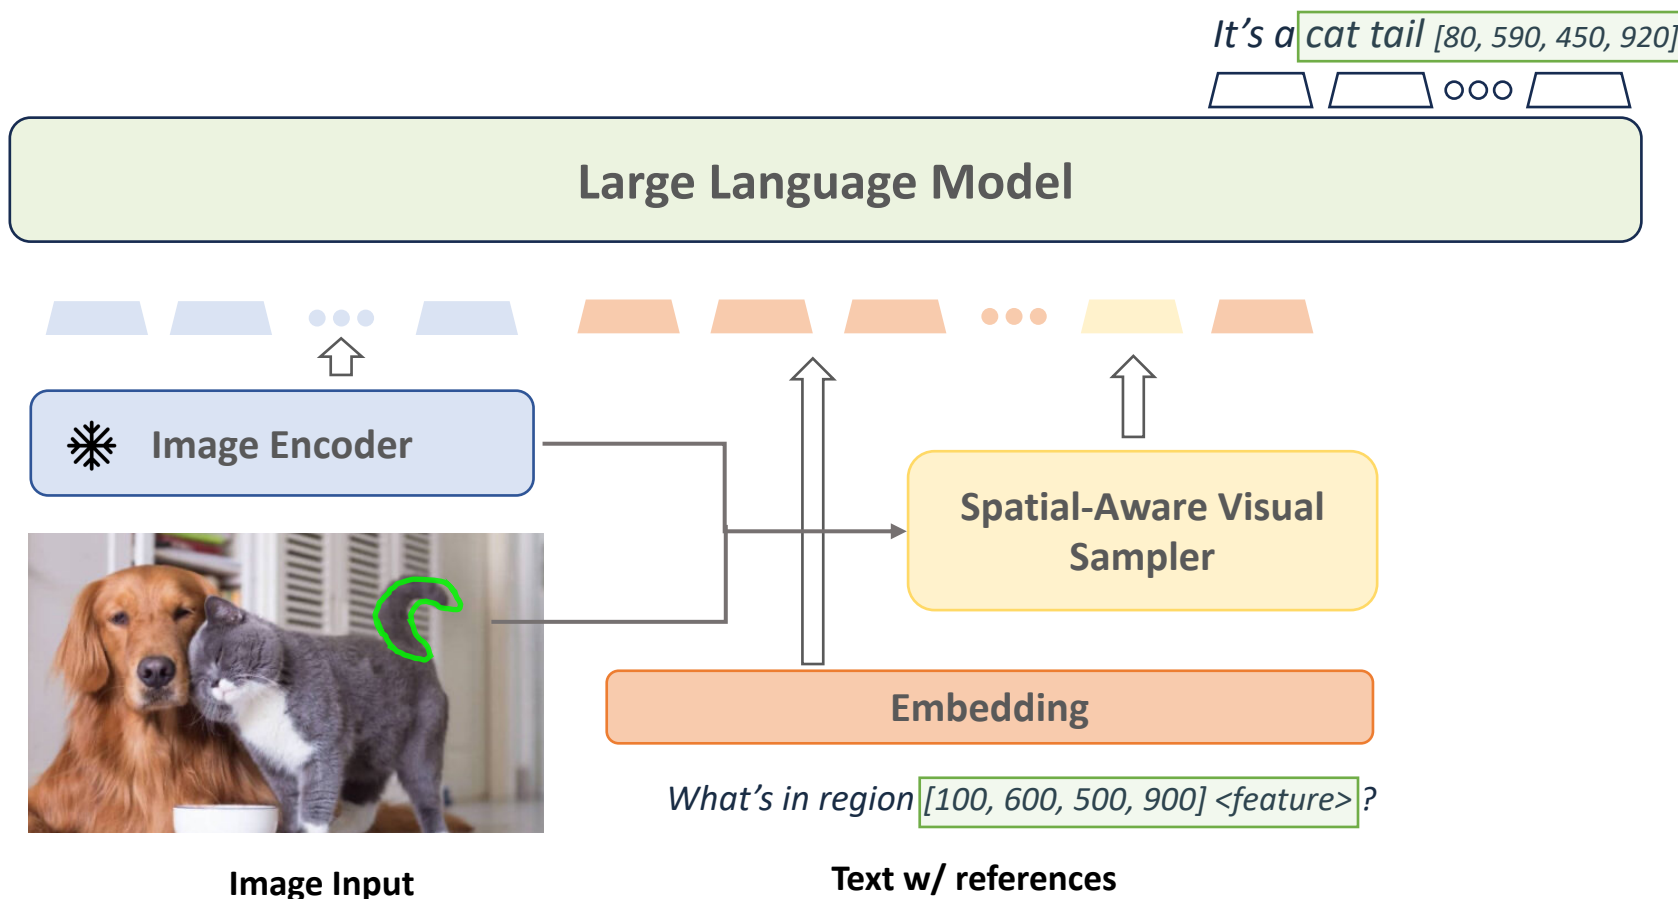 It’s a cat tail [80, 590, 450, 920]
Large Language Model
Image Encoder
Spatial-Aware Visual
Sampler
Embedding
What’s in region [100, 600, 500, 900] <feature> ?
Image Input
Text w/ references